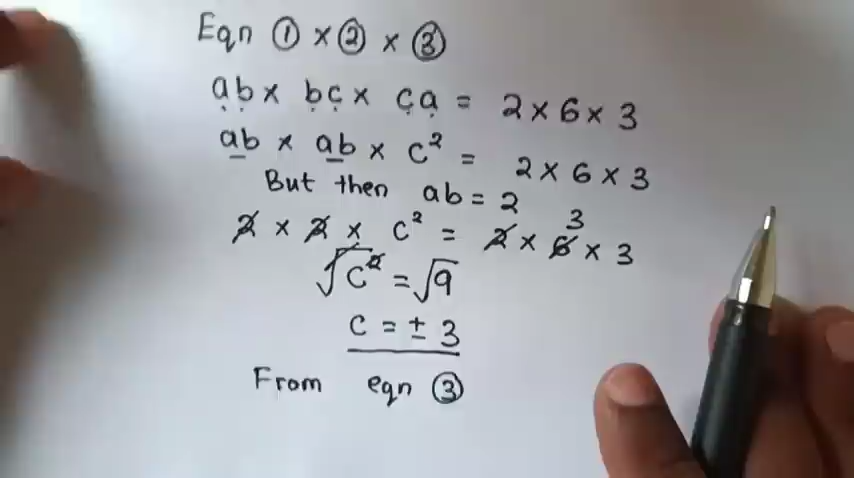 Eqn ① × ② × ③
ab × bc × ca = 2 × 6 × 3
ab × ab × c² = 2 × 6 × 3
But then ab = 2
2 × 2 × c² = 2 × 6 × 3
3
√c² = √9
c = ± 3
From eqn ③